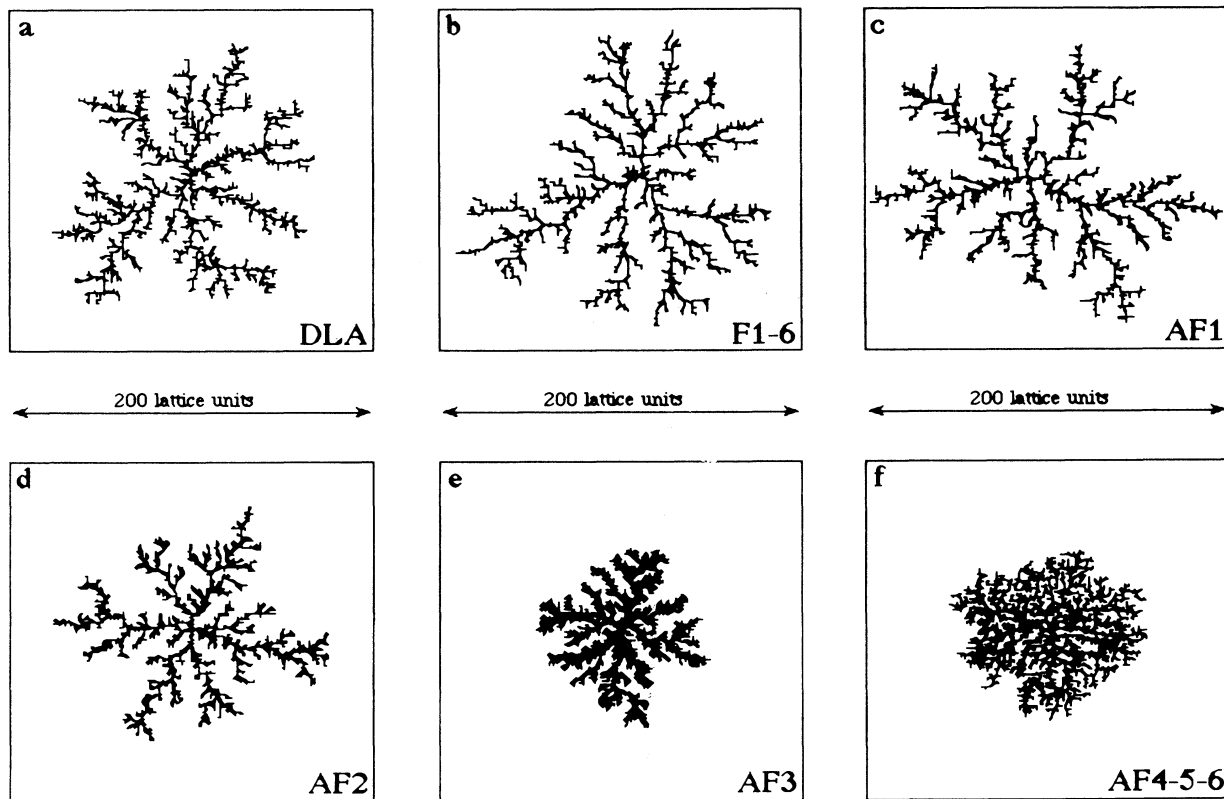 a
DLA
b
F1-6
c
AF1
200 lattice units
200 lattice units
200 lattice units
d
AF2
e
AF3
f
AF4-5-6